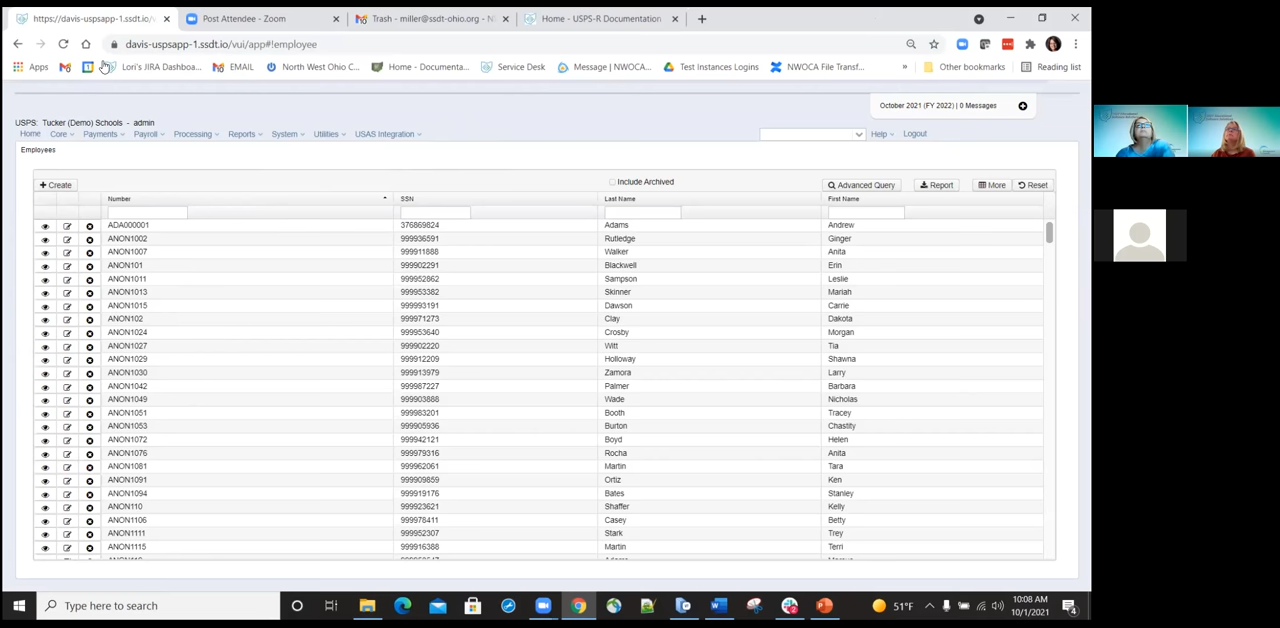 https://davis-uspsapp-1.ssdt.io/vu
Post Attendee - Zoom
Trash - miller@ssdt-ohio.org - N
Home - USPS-R Documentation
davis-uspsapp-1.ssdt.io/vui/app#!employee
Apps
Lori's JIRA Dashboa...
EMAIL
North West Ohio C...
Home - Documenta...
Service Desk
Message | NWOCA...
Test Instances Logins
NWOCA File Transf...
»
Other bookmarks
Reading list
October 2021 (FY 2022) | 0 Messages
USPS: Tucker (Demo) Schools - admin
Home Core Payments Payroll Processing Reports System Utilities USAS Integration Help Logout
Employees
Create
Include Archived
Advanced Query
Report
More
Reset
Number SSN Last Name First Name
ADA000001 376869824 Adams Andrew
ANON1002 999936591 Rutledge Ginger
ANON1007 999911888 Walker Anita
ANON101 999902291 Blackwell Erin
ANON1011 999952862 Sampson Leslie
ANON1013 999953382 Skinner Mariah
ANON1015 999993191 Dawson Carrie
ANON102 999971273 Clay Dakota
ANON1024 999953640 Crosby Morgan
ANON1027 999902220 Witt Tia
ANON1029 999912209 Holloway Shawna
ANON1030 999913979 Zamora Larry
ANON1042 999987227 Palmer Barbara
ANON1049 999903888 Wade Nicholas
ANON1051 999983201 Booth Tracey
ANON1053 999905936 Burton Chastity
ANON1072 999942121 Boyd Helen
ANON1076 999979316 Rocha Anita
ANON1081 999962061 Martin Tara
ANON1091 999909859 Ortiz Ken
ANON1094 999919176 Bates Stanley
ANON110 999923621 Shaffer Kelly
ANON1106 999978411 Casey Betty
ANON1111 999952307 Stark Trey
ANON1115 999916388 Martin Terri
Type here to search
51°F
10:08 AM
10/1/2021
4